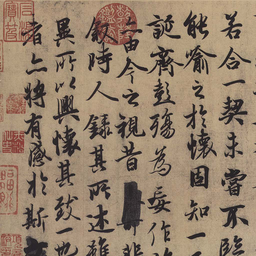 若合一契未嘗不臨
能喻之於懷固知一
誕齊彭殤為妄作
亦由今之視昔悲
敘時人錄其所述雖
異所以興懷其致一也
者亦將有感於斯